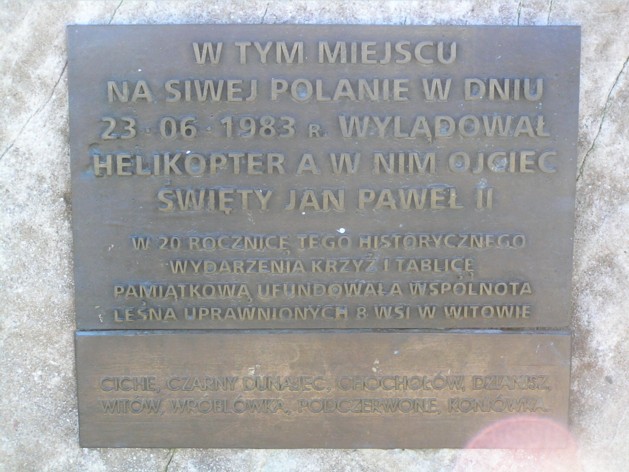 W TYM MIEJSCU
NA SIWEJ POLANIE W DNIU
23·06·1983 R. WYLĄDOWAŁ
HELIKOPTER A W NIM OJCIEC
ŚWIĘTY JAN PAWEŁ II
W 20 ROCZNICĘ TEGO HISTORYCZNEGO
WYDARZENIA KRZYŻ I TABLICĘ
PAMIĄTKOWĄ UFUNDOWAŁA WSPÓLNOTA
LEŚNA UPRAWNIONYCH 8 WSI W WITOWIE
CICHE, CZARNY DUNAJEC, CHOCHOŁÓW, DZIANISZ,
WITÓW, WRÓBLÓWKA, PODCZERWONE, KONIÓWKA.